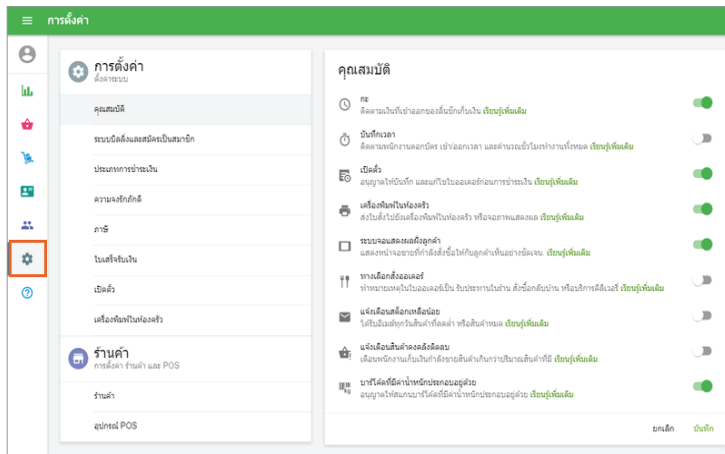 การตั้งค่า
การตั้งค่า
ตั้งค่าระบบ
คุณสมบัติ
ระบบบิลลิ่งและสมัครเป็นสมาชิก
ประเภทการชำระเงิน
ความจงรักภักดี
ภาษี
ใบเสร็จรับเงิน
เปิดตั๋ว
เครื่องพิมพ์ในห้องครัว
ร้านค้า
การตั้งค่า ร้านค้า และ POS
ร้านค้า
อุปกรณ์ POS
คุณสมบัติ
กะ
ติดตามเงินที่เข้าออกของลิ้นชักเก็บเงิน เรียนรู้เพิ่มเติม
บันทึกเวลา
ติดตามพนักงานตอกบัตร เข้า/ออกเวลา และคำนวณชั่วโมงทำงานทั้งหมด เรียนรู้เพิ่มเติม
เปิดตั๋ว
อนุญาตให้บันทึก และแก้ไขใบออเดอร์ก่อนการชำระเงิน เรียนรู้เพิ่มเติม
เครื่องพิมพ์ในห้องครัว
ส่งใบสั่งไปยังเครื่องพิมพ์ในห้องครัว หรือจอภาพแสดงผล เรียนรู้เพิ่มเติม
ระบบจอแสดงผลฝั่งลูกค้า
แสดงหน้าจอขายที่กำลังสั่งซื้อให้กับลูกค้าเห็นอย่างชัดเจน. เรียนรู้เพิ่มเติม
ทางเลือกสั่งออเดอร์
ทำหมายเหตุในใบออเดอร์เป็น รับประทานในร้าน สั่งซื้อกลับบ้าน หรือบริการดิลิเวอรี่ เรียนรู้เพิ่มเติม
แจ้งเตือนสต็อกเหลือน้อย
ได้รับอีเมล์ทุกวันสินค้าที่ลดต่ำ หรือสินค้าหมด เรียนรู้เพิ่มเติม
แจ้งเตือนสินค้าคงคลังติดลบ
เตือนพนักงานเก็บเงินกำลังขายสินค้าเกินกว่าปริมาณสินค้าที่มี เรียนรู้เพิ่มเติม
บาร์โค้ดที่มีค่าน้ำหนักประกอบอยู่ด้วย
อนุญาตให้สแกนบาร์โค้ดที่มีค่าน้ำหนักประกอบอยู่ด้วย เรียนรู้เพิ่มเติม
ยกเลิก บันทึก